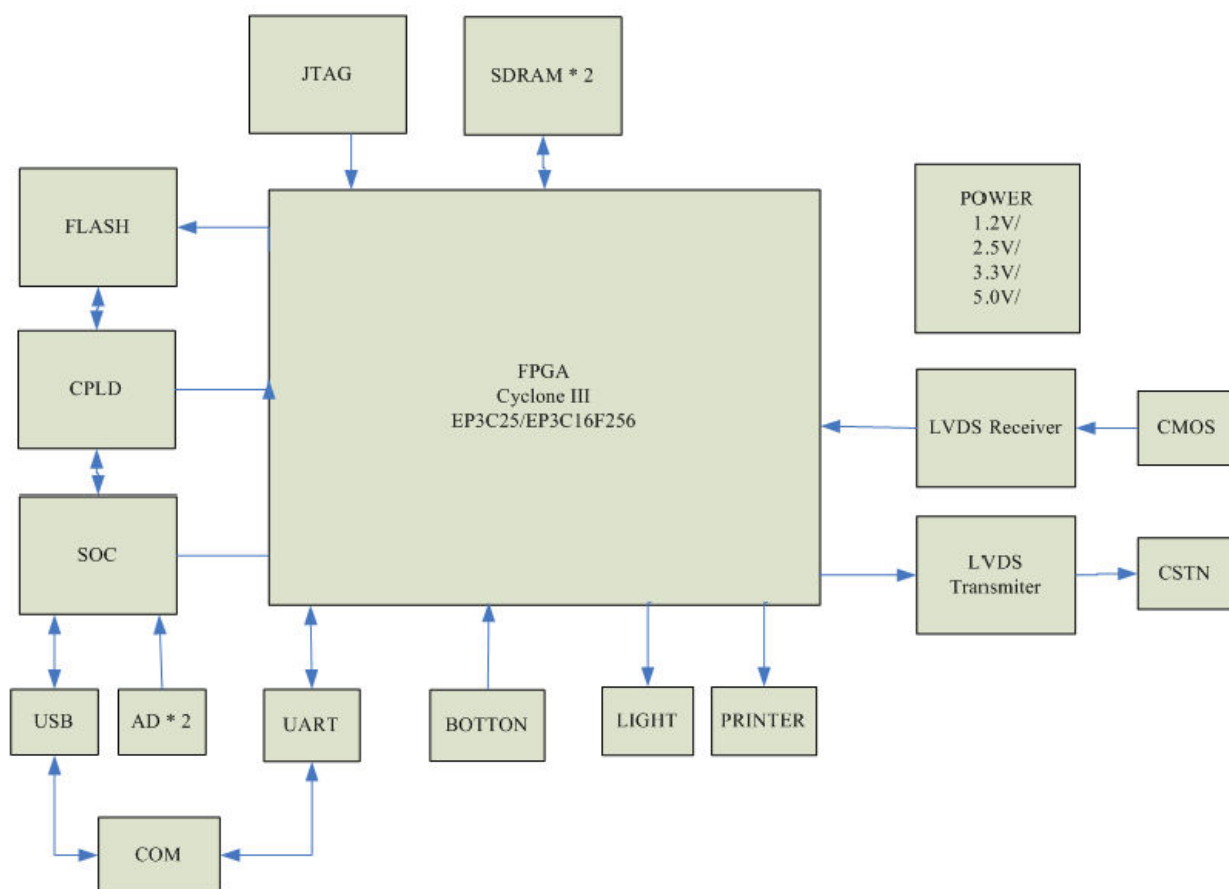 JTAG
SDRAM * 2
FLASH
POWER
1.2V/
2.5V/
3.3V/
5.0V/
CPLD
FPGA
Cyclone III
EP3C25/EP3C16F256
LVDS Receiver
CMOS
SOC
LVDS
Transmiter
CSTN
USB
AD * 2
UART
BOTTON
LIGHT
PRINTER
COM